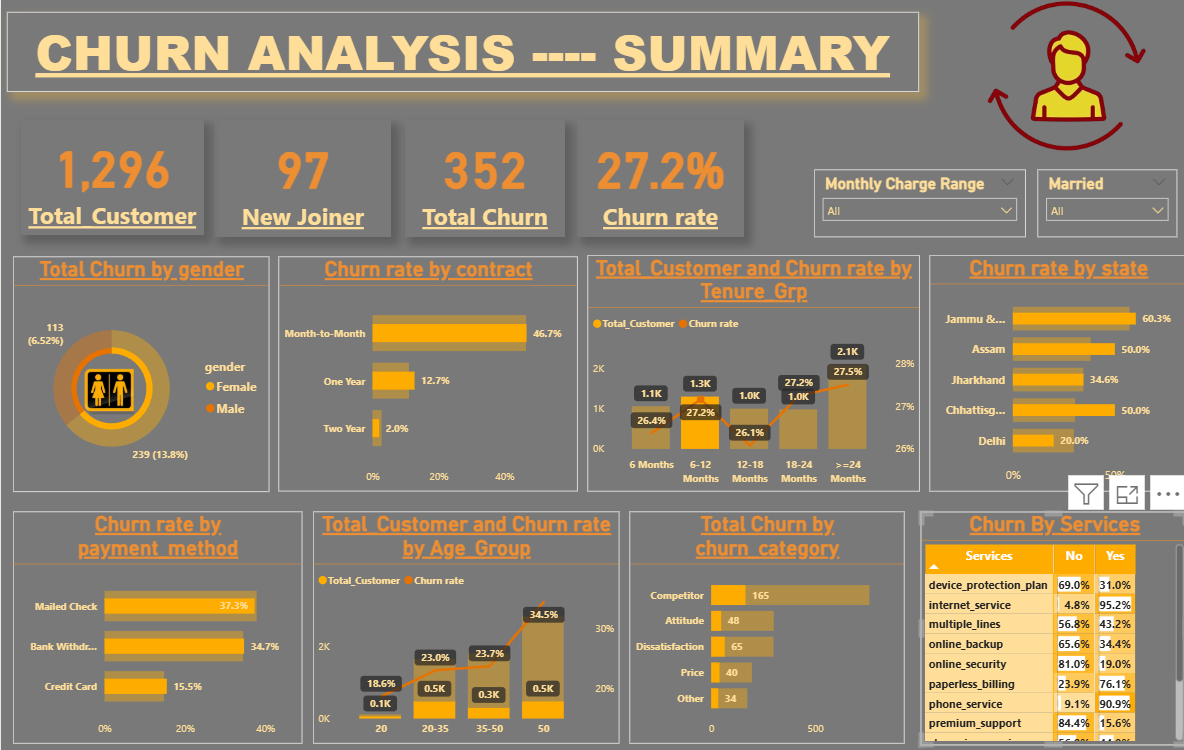 CHURN ANALYSIS ---- SUMMARY
1,296
Total_Customer
97
New Joiner
352
Total Churn
27.2%
Churn rate
Monthly Charge Range
All
Married
All
Total Churn by gender
113
(6.52%)
239 (13.8%)
gender
Female
Male
Churn rate by contract
Month-to-Month
46.7%
One Year
12.7%
Two Year
2.0%
0%
20%
40%
Total_Customer and Churn rate by
Tenure_Grp
Total_Customer
Churn rate
2K
1K
0K
1.1K
26.4%
1.3K
27.2%
1.0K
26.1%
27.2%
1.0K
2.1K
27.5%
28%
27%
26%
6 Months
6-12
Months
12-18
Months
18-24
Months
>=24
Months
Churn rate by state
Jammu &...
60.3%
Assam
50.0%
Jharkhand
34.6%
Chhattisg...
50.0%
Delhi
20.0%
0%
50%
Churn rate by
payment_method
Mailed Check
37.3%
Bank Withdr...
34.7%
Credit Card
15.5%
0%
20%
40%
Total_Customer and Churn rate
by Age_Group
Total_Customer
Churn rate
2K
0K
18.6%
0.1K
23.0%
0.5K
23.7%
0.3K
34.5%
0.5K
30%
20%
20
20-35
35-50
50
Total Churn by
churn_category
Competitor
165
Attitude
48
Dissatisfaction
65
Price
40
Other
34
0
500
Churn By Services
Services No Yes
device_protection_plan 69.0% 31.0%
internet_service 4.8% 95.2%
multiple_lines 56.8% 43.2%
online_backup 65.6% 34.4%
online_security 81.0% 19.0%
paperless_billing 23.9% 76.1%
phone_service 9.1% 90.9%
premium_support 84.4% 15.6%